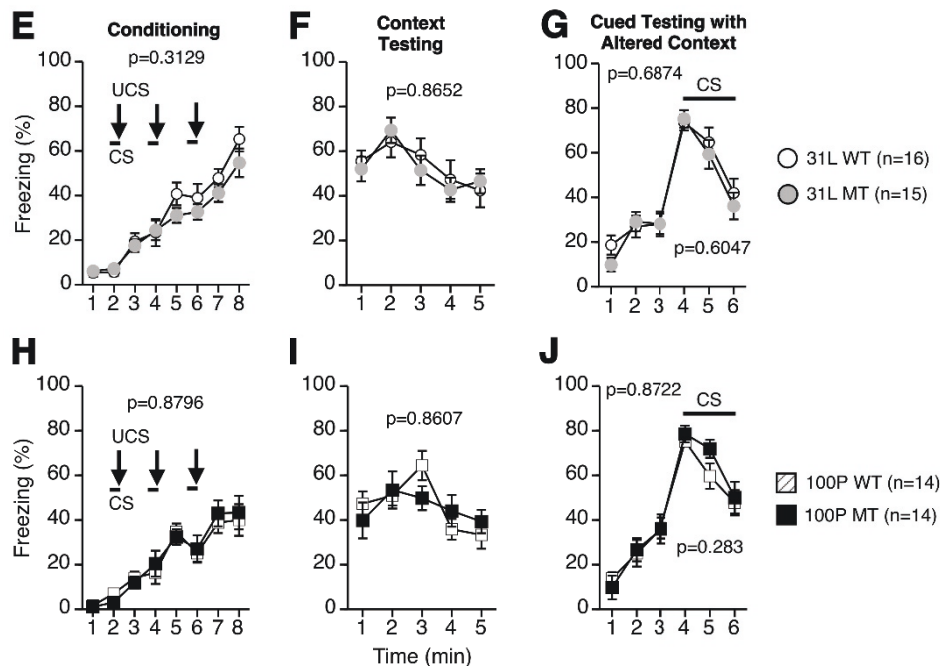 E
Conditioning
p=0.3129
UCS
CS
100
80
60
40
20
0
Freezing (%)
1 2 3 4 5 6 7 8
F
Context
Testing
p=0.8652
100
80
60
40
20
0
1 2 3 4 5
G
Cued Testing with
Altered Context
p=0.6874
CS
p=0.6047
100
80
60
40
20
0
1 2 3 4 5 6
31L WT (n=16)
31L MT (n=15)
H
p=0.8796
UCS
CS
100
80
60
40
20
0
Freezing (%)
1 2 3 4 5 6 7 8
I
p=0.8607
100
80
60
40
20
0
1 2 3 4 5
Time (min)
J
p=0.8722
CS
p=0.283
100
80
60
40
20
0
1 2 3 4 5 6
100P WT (n=14)
100P MT (n=14)